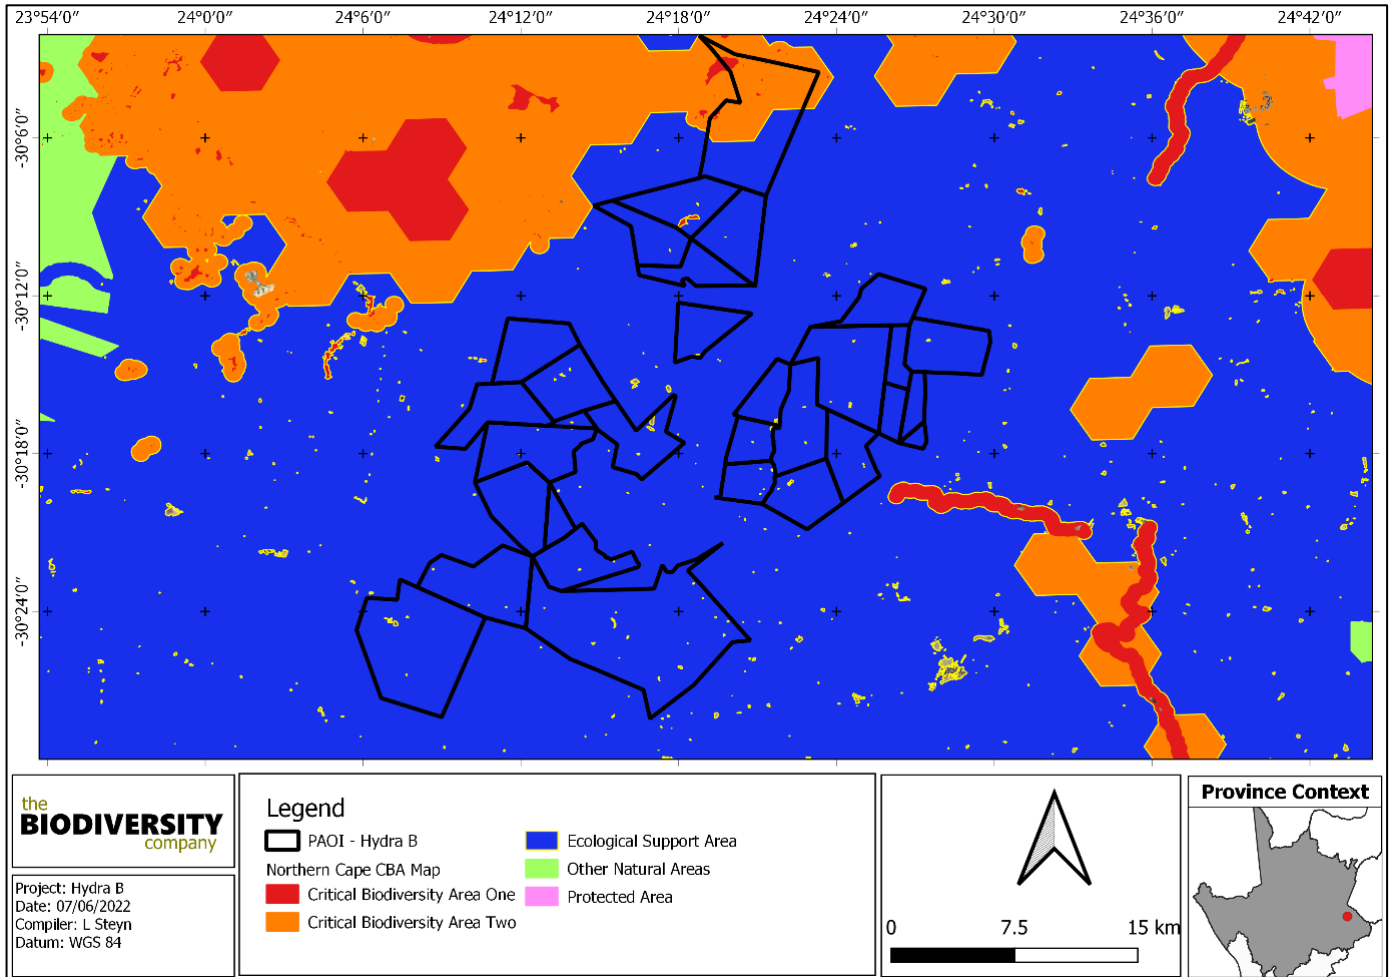 23°54'0" 24°0'0" 24°6'0" 24°12'0" 24°18'0" 24°24'0" 24°30'0" 24°36'0" 24°42'0"
-30°6'0"
-30°12'0"
-30°18'0"
-30°24'0"
the
BIODIVERSITY
company
Project: Hydra B
Date: 07/06/2022
Compiler: L Steyn
Datum: WGS 84
Legend
PAOI - Hydra B
Northern Cape CBA Map
Critical Biodiversity Area One
Critical Biodiversity Area Two
Ecological Support Area
Other Natural Areas
Protected Area
0 7.5 15 km
Province Context